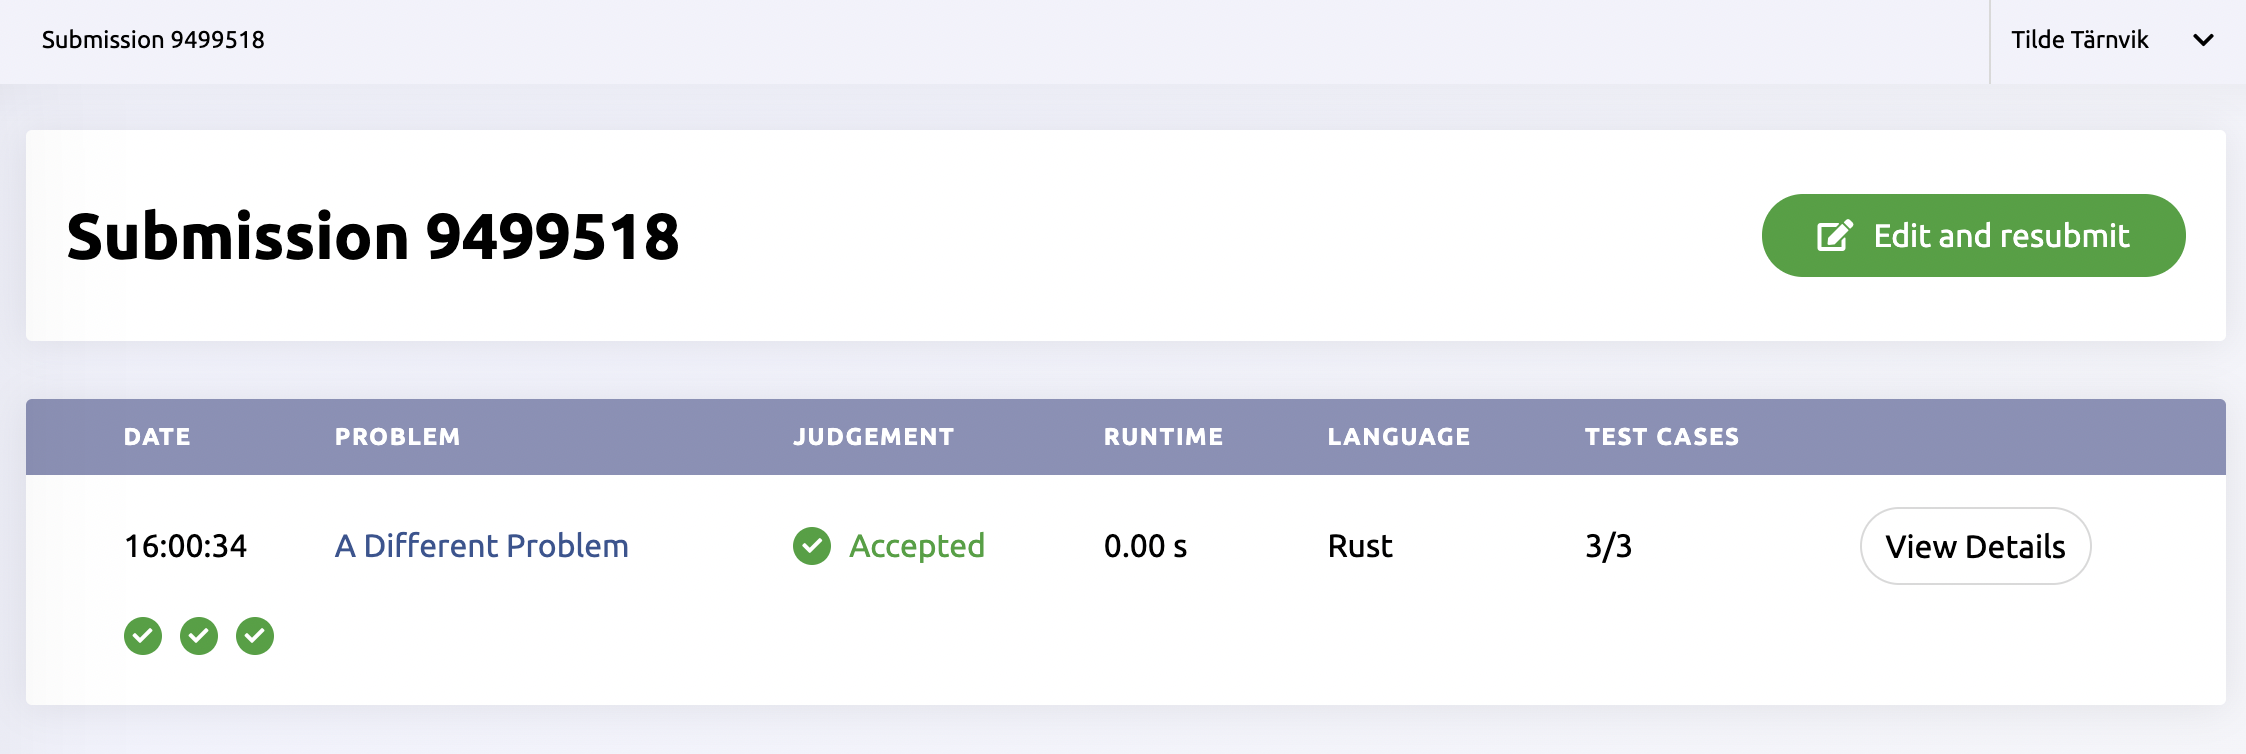 Submission 9499518
Tilde Tärnvik
Submission 9499518
Edit and resubmit
DATE PROBLEM JUDGEMENT RUNTIME LANGUAGE TEST CASES
16:00:34 A Different Problem Accepted 0.00 s Rust 3/3 View Details